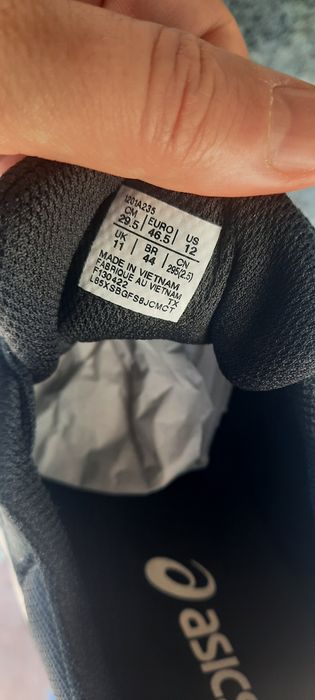 1201A235
CM EURO US
29.5 46.5 12
UK BR CN
11 44 295(2.5)
MADE IN VIETNAM
FABRIQUE AU VIETNAM
F130422 TX
L85XSBGFSBJCMCT
asics